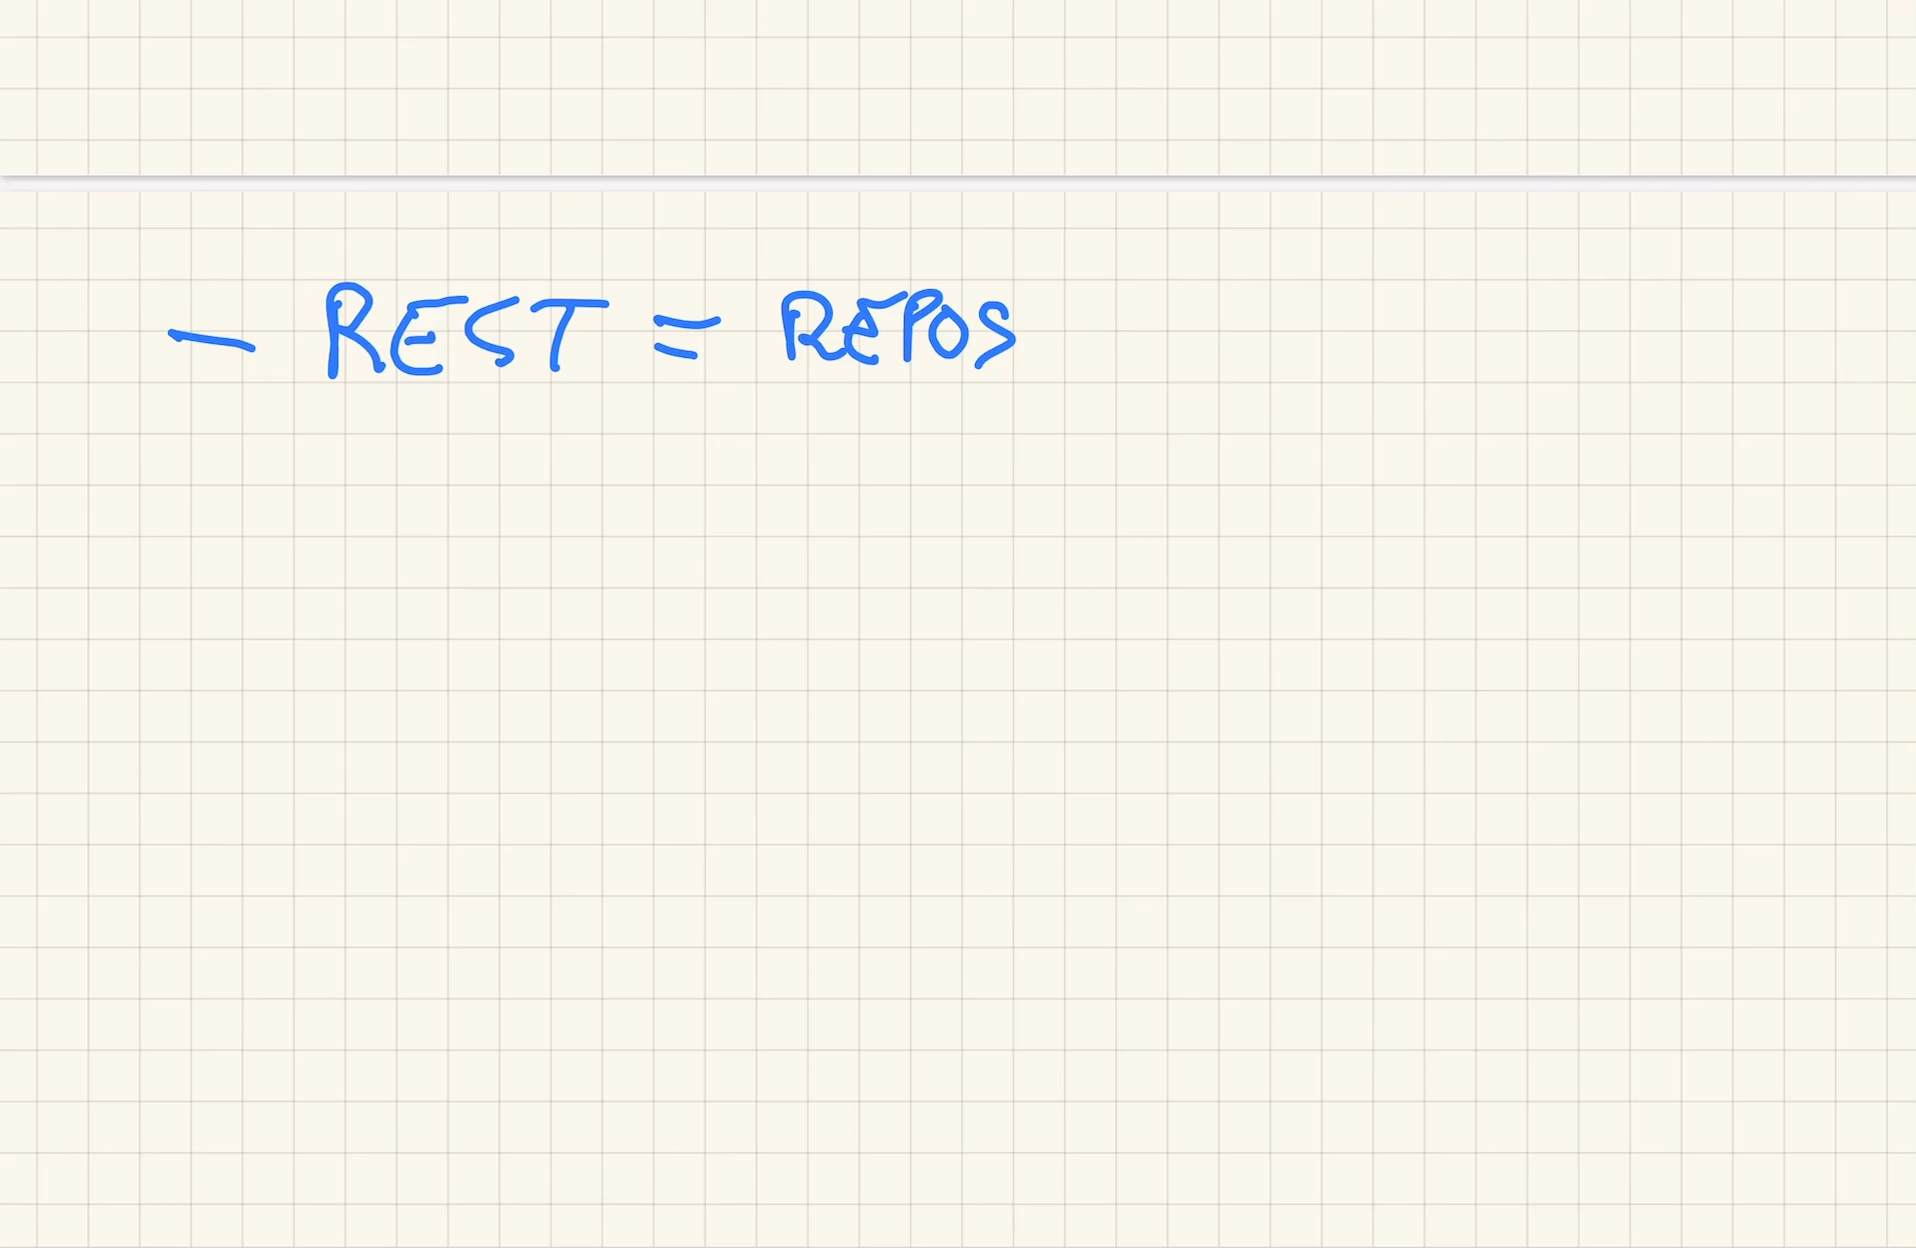 - REST = REPOS